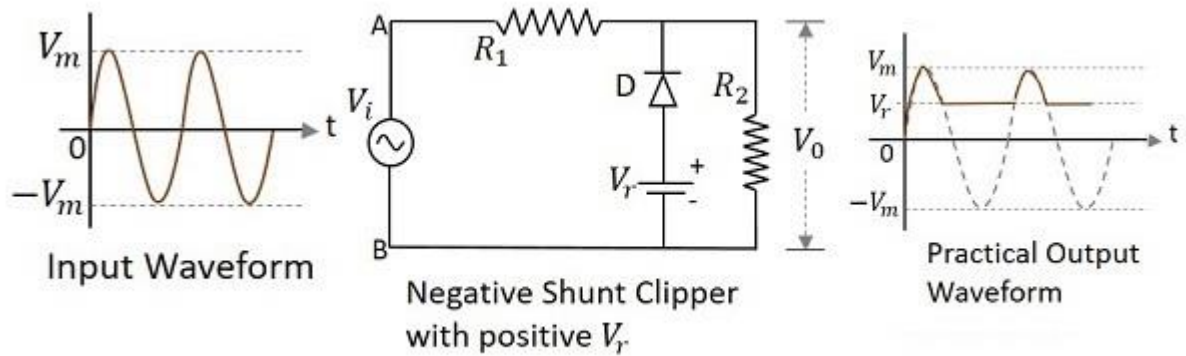 V_m
0
t
−V_m
Input Waveform
A
R_1
V_i
D
R_2
V_r
+
-
V_0
B
Negative Shunt Clipper
with positive V_r
V_m
V_r
0
t
−V_m
Practical Output
Waveform